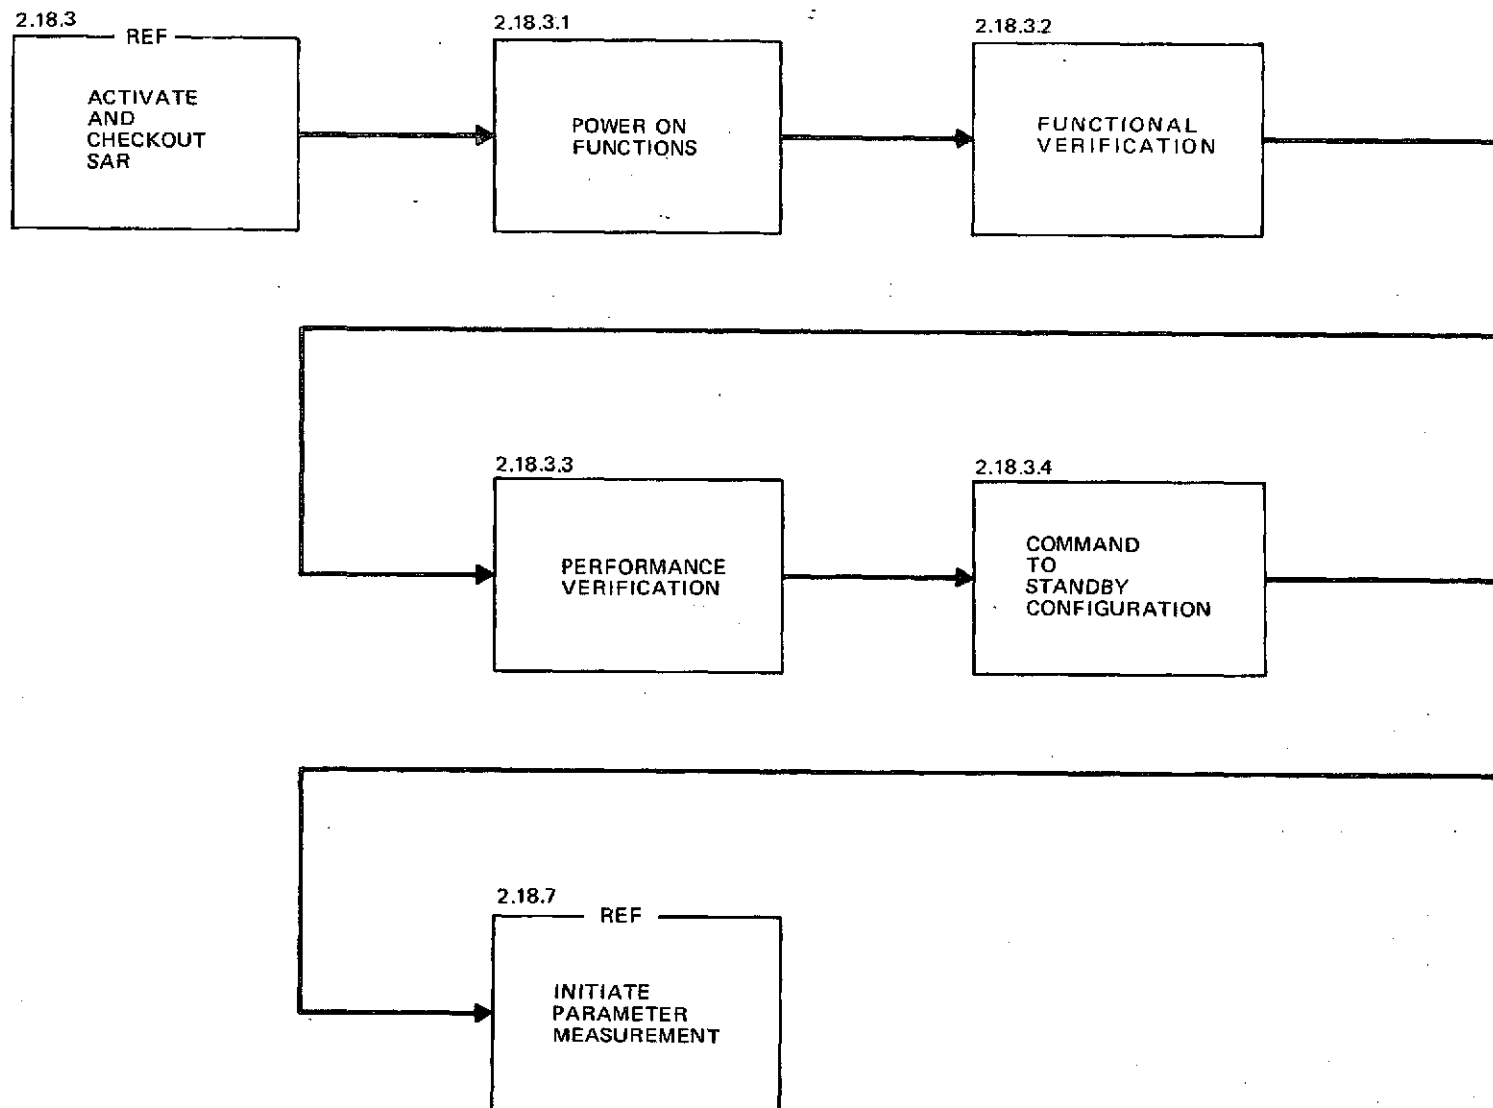 2.18.3
REF
ACTIVATE
AND
CHECKOUT
SAR
2.18.3.1
POWER ON
FUNCTIONS
2.18.3.2
FUNCTIONAL
VERIFICATION
2.18.3.3
PERFORMANCE
VERIFICATION
2.18.3.4
COMMAND
TO
STANDBY
CONFIGURATION
2.18.7
REF
INITIATE
PARAMETER
MEASUREMENT